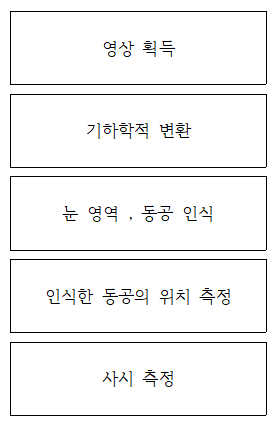 영상 획득
기하학적 변환
눈 영역 , 동공 인식
인식한 동공의 위치 측정
사시 측정